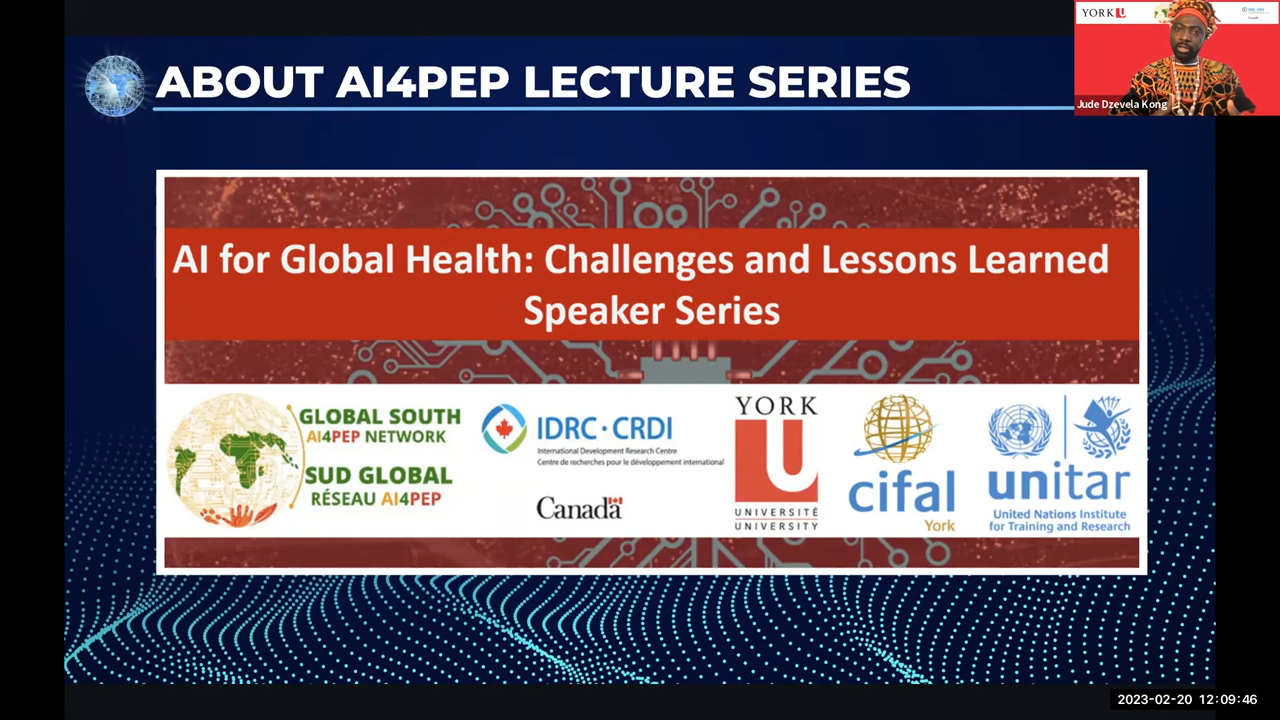 ABOUT AI4PEP LECTURE SERIES
YORK U
Jude Dzevela Kong
AI for Global Health: Challenges and Lessons Learned
Speaker Series
GLOBAL SOUTH
AI4PEP NETWORK
SUD GLOBAL
RÉSEAU AI4PEP
IDRC · CRDI
International Development Research Centre
Centre de recherches pour le développement international
Canada
YORK
U
UNIVERSITÉ
UNIVERSITY
cifal
York
unitar
United Nations Institute
for Training and Research
2023-02-20 12:09:46